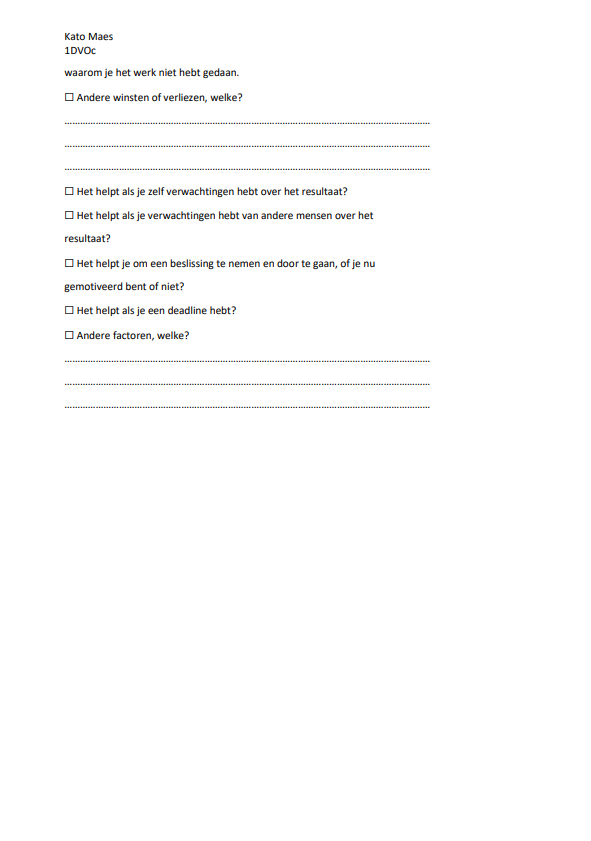 Kato Maes
1DVOc
waarom je het werk niet hebt gedaan.
☐ Andere winsten of verliezen, welke?
……………………………………………………………………………………………………………………………
……………………………………………………………………………………………………………………………
……………………………………………………………………………………………………………………………
☐ Het helpt als je zelf verwachtingen hebt over het resultaat?
☐ Het helpt als je verwachtingen hebt van andere mensen over het
resultaat?
☐ Het helpt je om een beslissing te nemen en door te gaan, of je nu
gemotiveerd bent of niet?
☐ Het helpt als je een deadline hebt?
☐ Andere factoren, welke?
……………………………………………………………………………………………………………………………
……………………………………………………………………………………………………………………………
……………………………………………………………………………………………………………………………